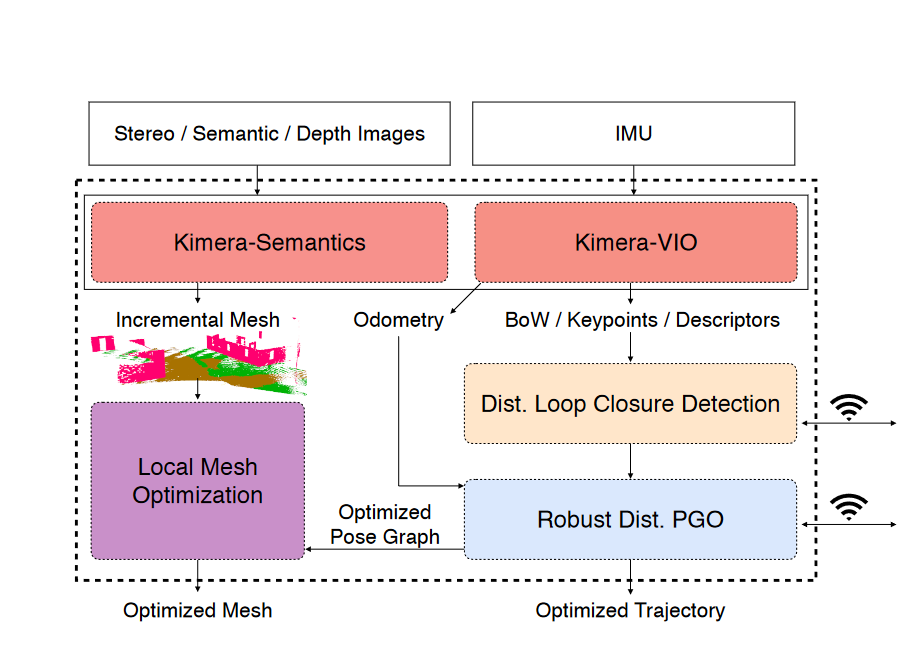 Stereo / Semantic / Depth Images
IMU
Kimera-Semantics
Kimera-VIO
Incremental Mesh
Odometry
BoW / Keypoints / Descriptors
Dist. Loop Closure Detection
Local Mesh
Optimization
Optimized
Pose Graph
Robust Dist. PGO
Optimized Mesh
Optimized Trajectory